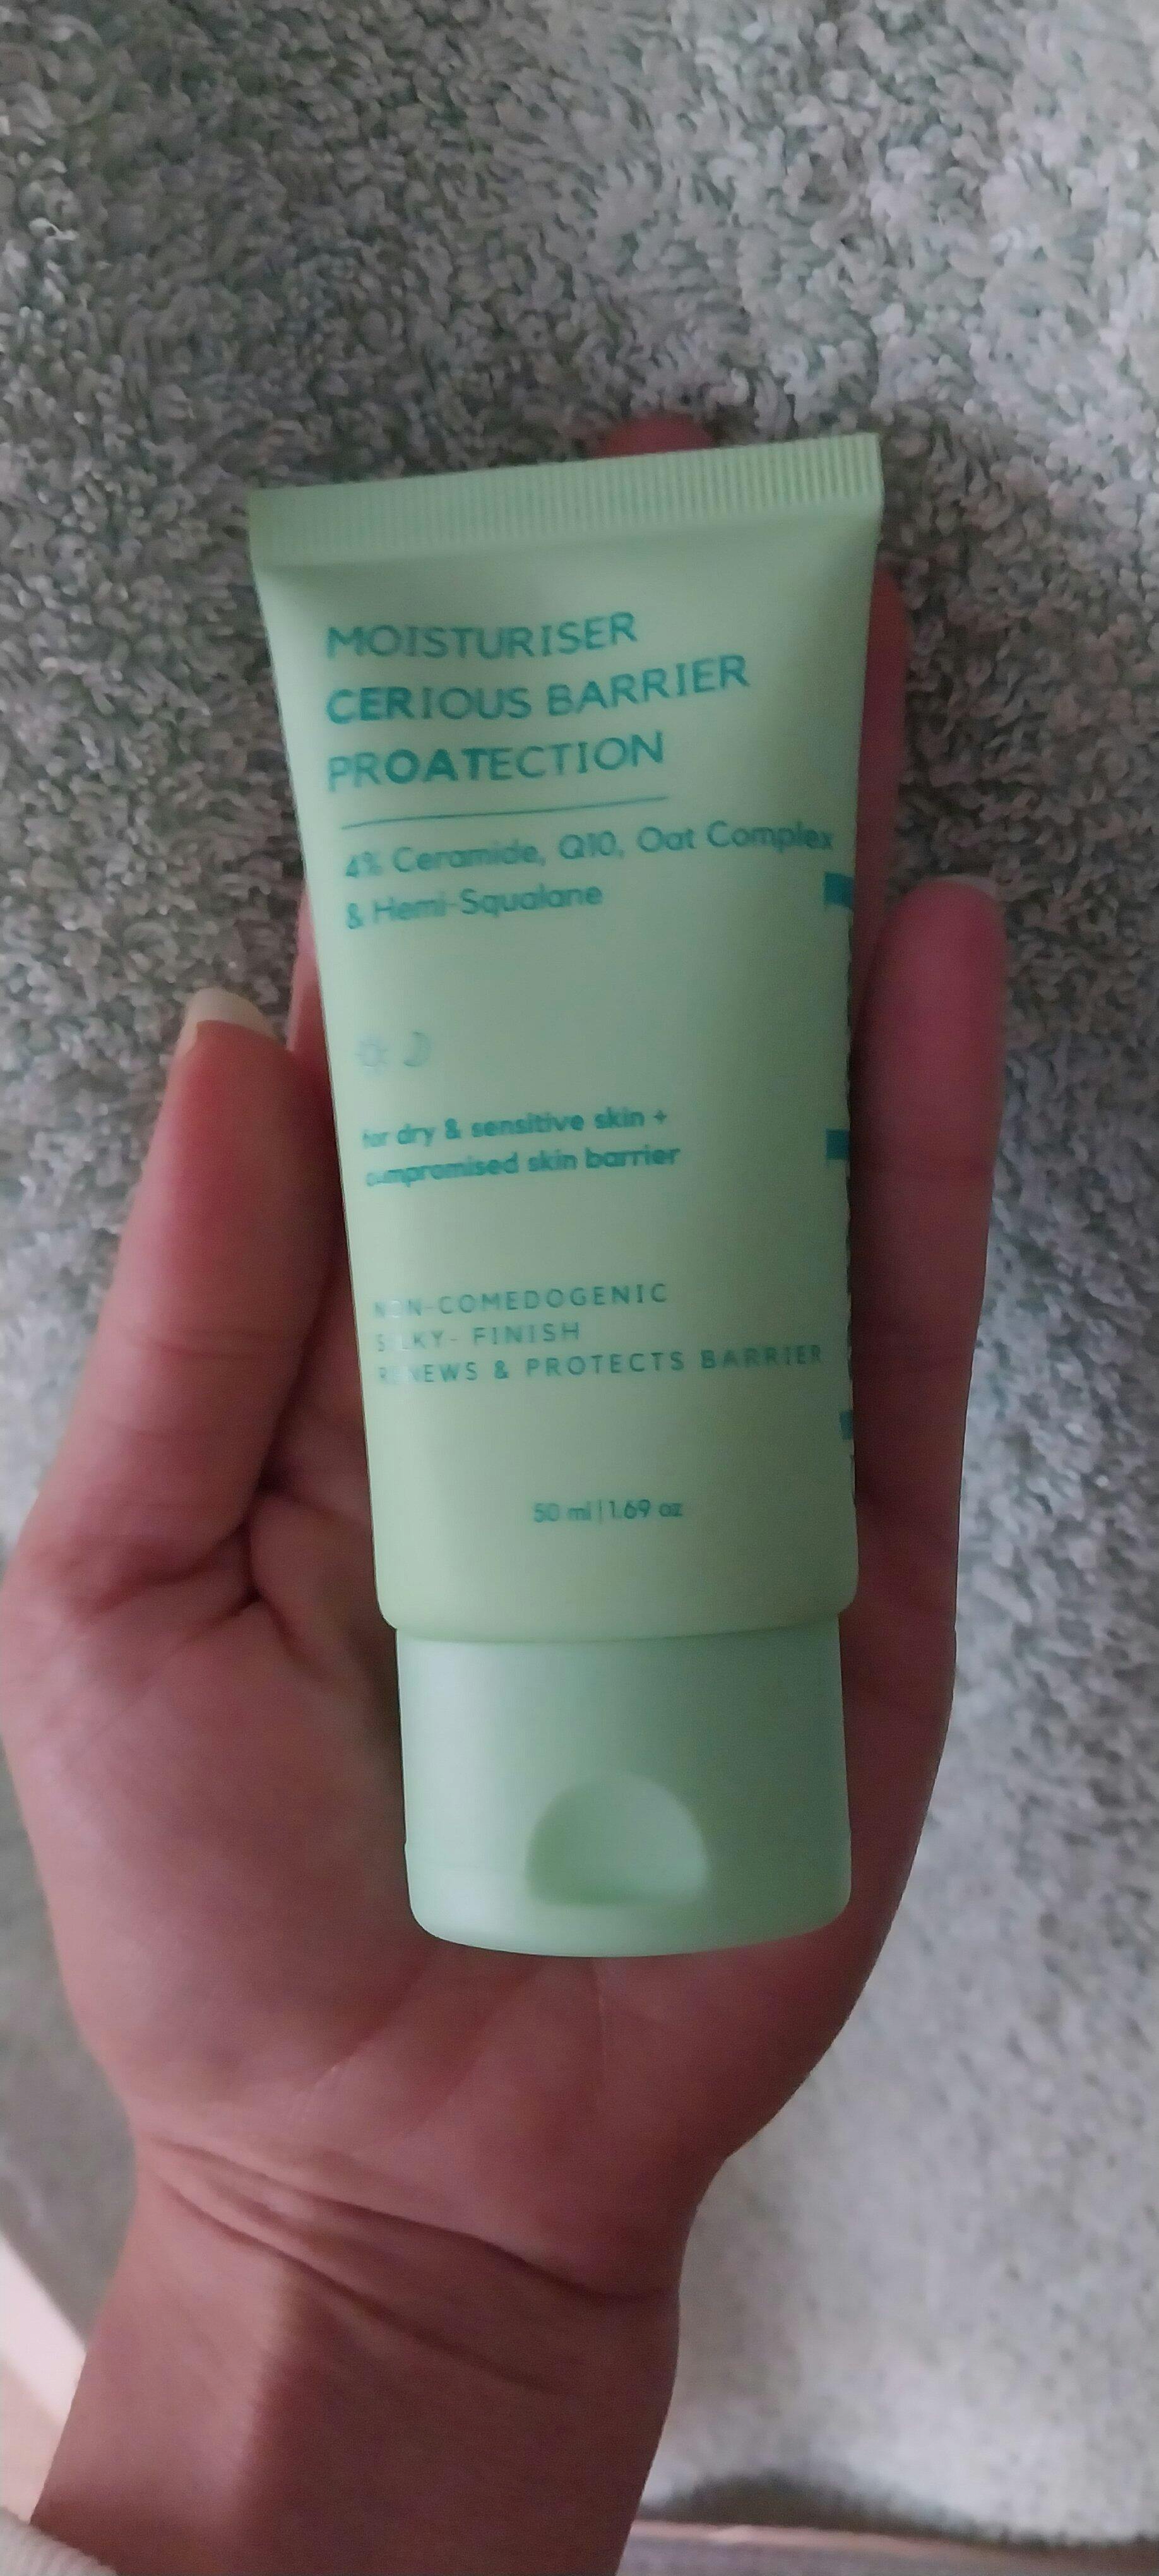 MOISTURISER
CERIOUS BARRIER
PROATECTION
4% Ceramide, Q10, Oat Complex
& Hemi-Squalane
for dry & sensitive skin +
compromised skin barrier
NON-COMEDOGENIC
SILKY- FINISH
RENEWS & PROTECTS BARRIER
50 ml | 1.69 oz